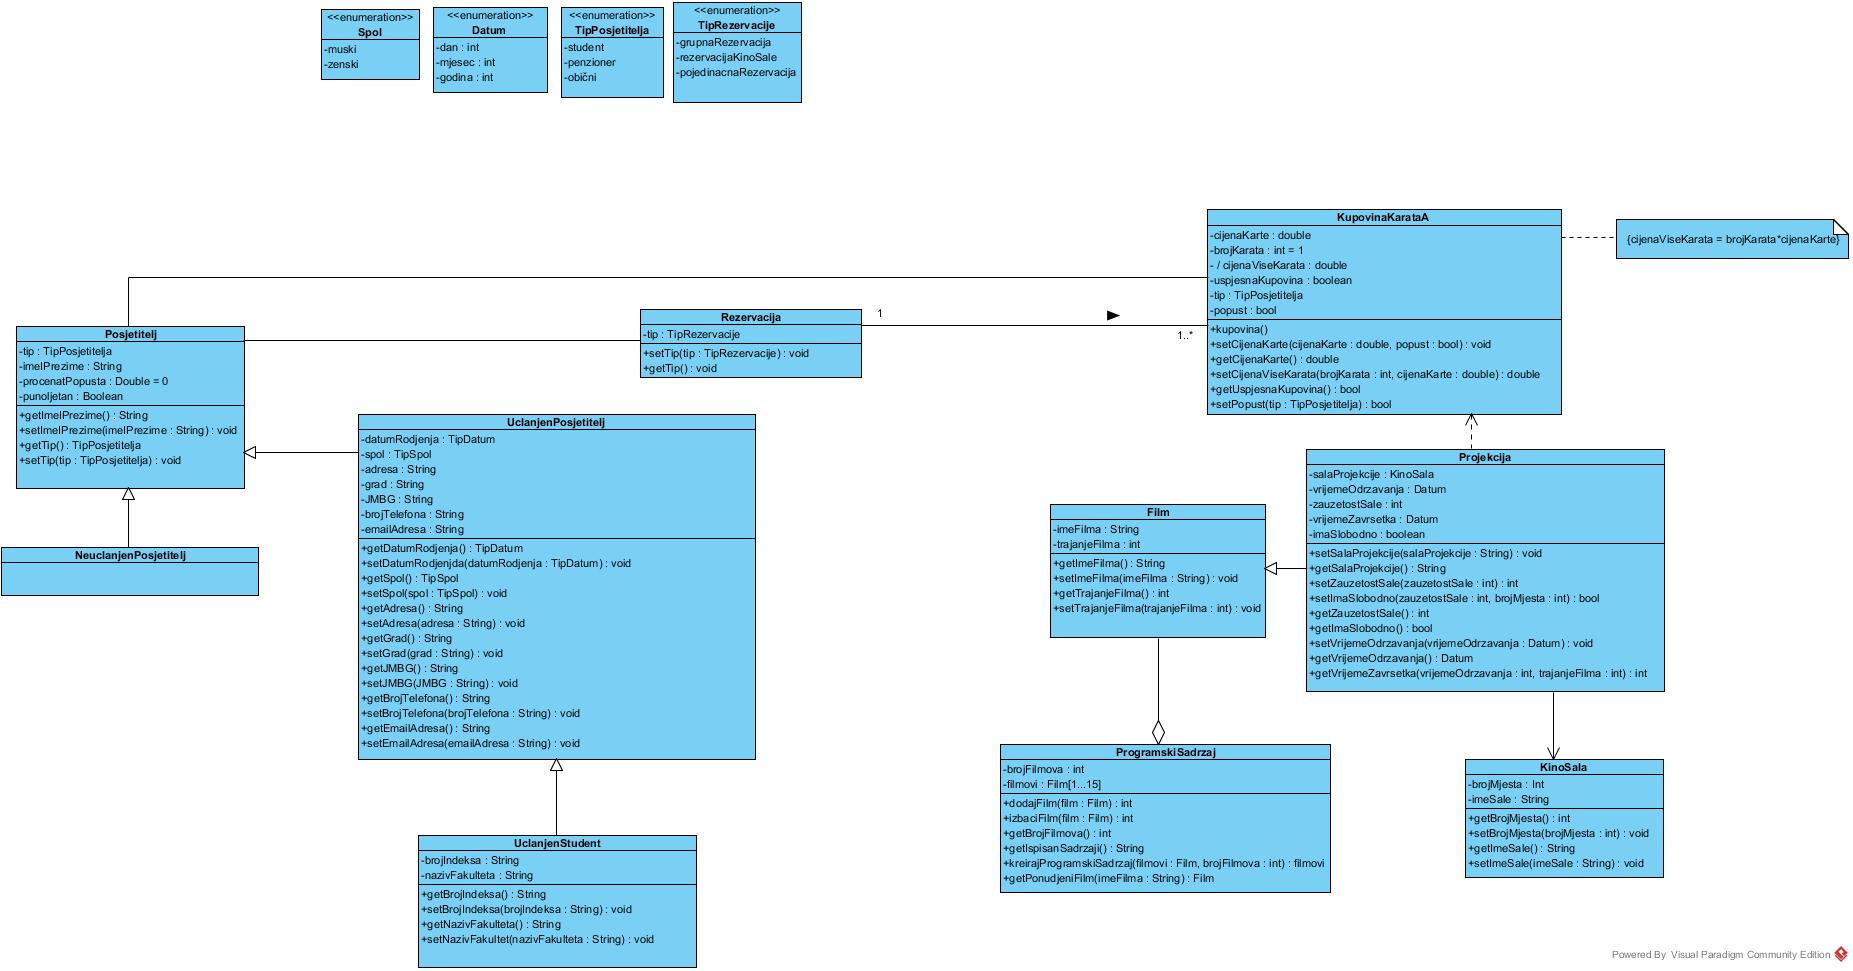 <<enumeration>>
Spol
-muski
-zenski
<<enumeration>>
Datum
-dan : int
-mjesec : int
-godina : int
<<enumeration>>
TipPosjetitelja
-student
-penzioner
-obični
<<enumeration>>
TipRezervacije
-grupnaRezervacija
-rezervacijaKinoSale
-pojedinacnaRezervacija
KupovinaKarataA
-cijenaKarte : double
-brojKarata : int = 1
- / cijenaViseKarata : double
-uspjesnaKupovina : boolean
-tip : TipPosjetitelja
-popust : bool
+kupovina()
+setCijenaKarte(cijenaKarte : double, popust : bool) : void
+getCijenaKarte() : double
+setCijenaViseKarata(brojKarata : int, cijenaKarte : double) : double
+getUspjesnaKupovina() : bool
+setPopust(tip : TipPosjetitelja) : bool
{cijenaViseKarata = brojKarata*cijenaKarte}
Posjetitelj
-tip : TipPosjetitelja
-imeIPrezime : String
-procenatPopusta : Double = 0
-punoljetan : Boolean
+getImeIPrezime() : String
+setImeIPrezime(imeIPrezime : String) : void
+getTip() : TipPosjetitelja
+setTip(tip : TipPosjetitelja) : void
Rezervacija
-tip : TipRezervacije
+setTip(tip : TipRezervacije) : void
+getTip() : void
1
1..*
UclanjenPosjetitelj
-datumRodjenja : TipDatum
-spol : TipSpol
-adresa : String
-grad : String
-JMBG : String
-brojTelefona : String
-emailAdresa : String
+getDatumRodjenja() : TipDatum
+setDatumRodjenjda(datumRodjenja : TipDatum) : void
+getSpol() : TipSpol
+setSpol(spol : TipSpol) : void
+getAdresa() : String
+setAdresa(adresa : String) : void
+getGrad() : String
+setGrad(grad : String) : void
+getJMBG() : String
+setJMBG(JMBG : String) : void
+getBrojTelefona() : String
+setBrojTelefona(brojTelefona : String) : void
+getEmailAdresa() : String
+setEmailAdresa(emailAdresa : String) : void
NeuclanjenPosjetitelj
Film
-imeFilma : String
-trajanjeFilma : int
+getImeFilma() : String
+setImeFilma(imeFilma : String) : void
+getTrajanjeFilma() : int
+setTrajanjeFilma(trajanjeFilma : int) : void
Projekcija
-salaProjekcije : KinoSala
-vrijemeOdrzavanja : Datum
-zauzetostSale : int
-vrijemeZavrsetka : Datum
-imaSlobodno : boolean
+setSalaProjekcije(salaProjekcije : String) : void
+getSalaProjekcije() : String
+setZauzetostSale(zauzetostSale : int) : int
+setImaSlobodno(zauzetostSale : int, brojMjesta : int) : bool
+getZauzetostSale() : int
+getImaSlobodno() : bool
+setVrijemeOdrzavanja(vrijemeOdrzavanja : Datum) : void
+getVrijemeOdrzavanja() : Datum
+getVrijemeZavrsetka(vrijemeOdrzavanja : int, trajanjeFilma : int) : int
ProgramskiSadrzaj
-brojFilmova : int
-filmovi : Film[1...15]
+dodajFilm(film : Film) : int
+izbaciFilm(film : Film) : int
+getBrojFilmova() : int
+getIspisanSadrzaji() : String
+kreirajProgramskiSadrzaj(filmovi : Film, brojFilmova : int) : filmovi
+getPonudjeniFilm(imeFilma : String) : Film
KinoSala
-brojMjesta : Int
-imeSale : String
+getBrojMjesta() : int
+setBrojMjesta(brojMjesta : int) : void
+getImeSale() : String
+setImeSale(imeSale : String) : void
UclanjenStudent
-brojIndeksa : String
-nazivFakulteta : String
+getBrojIndeksa() : String
+setBrojIndeksa(brojIndeksa : String) : void
+getNazivFakulteta() : String
+setNazivFakultet(nazivFakulteta : String) : void
Powered By Visual Paradigm Community Edition